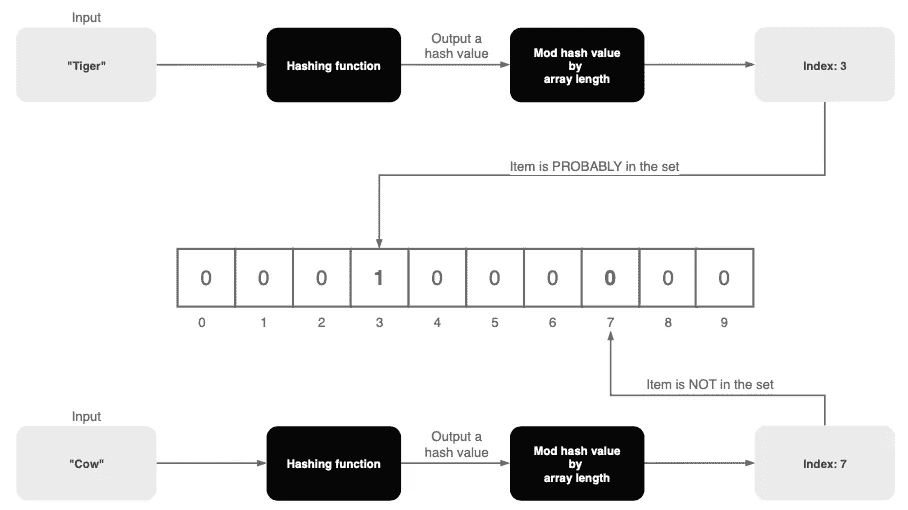 Input
"Tiger"
Hashing function
Output a
hash value
Mod hash value
by
array length
Index: 3
Item is PROBABLY in the set
0 0 0 1 0 0 0 0 0 0
0 1 2 3 4 5 6 7 8 9
Item is NOT in the set
Input
"Cow"
Hashing function
Output a
hash value
Mod hash value
by
array length
Index: 7